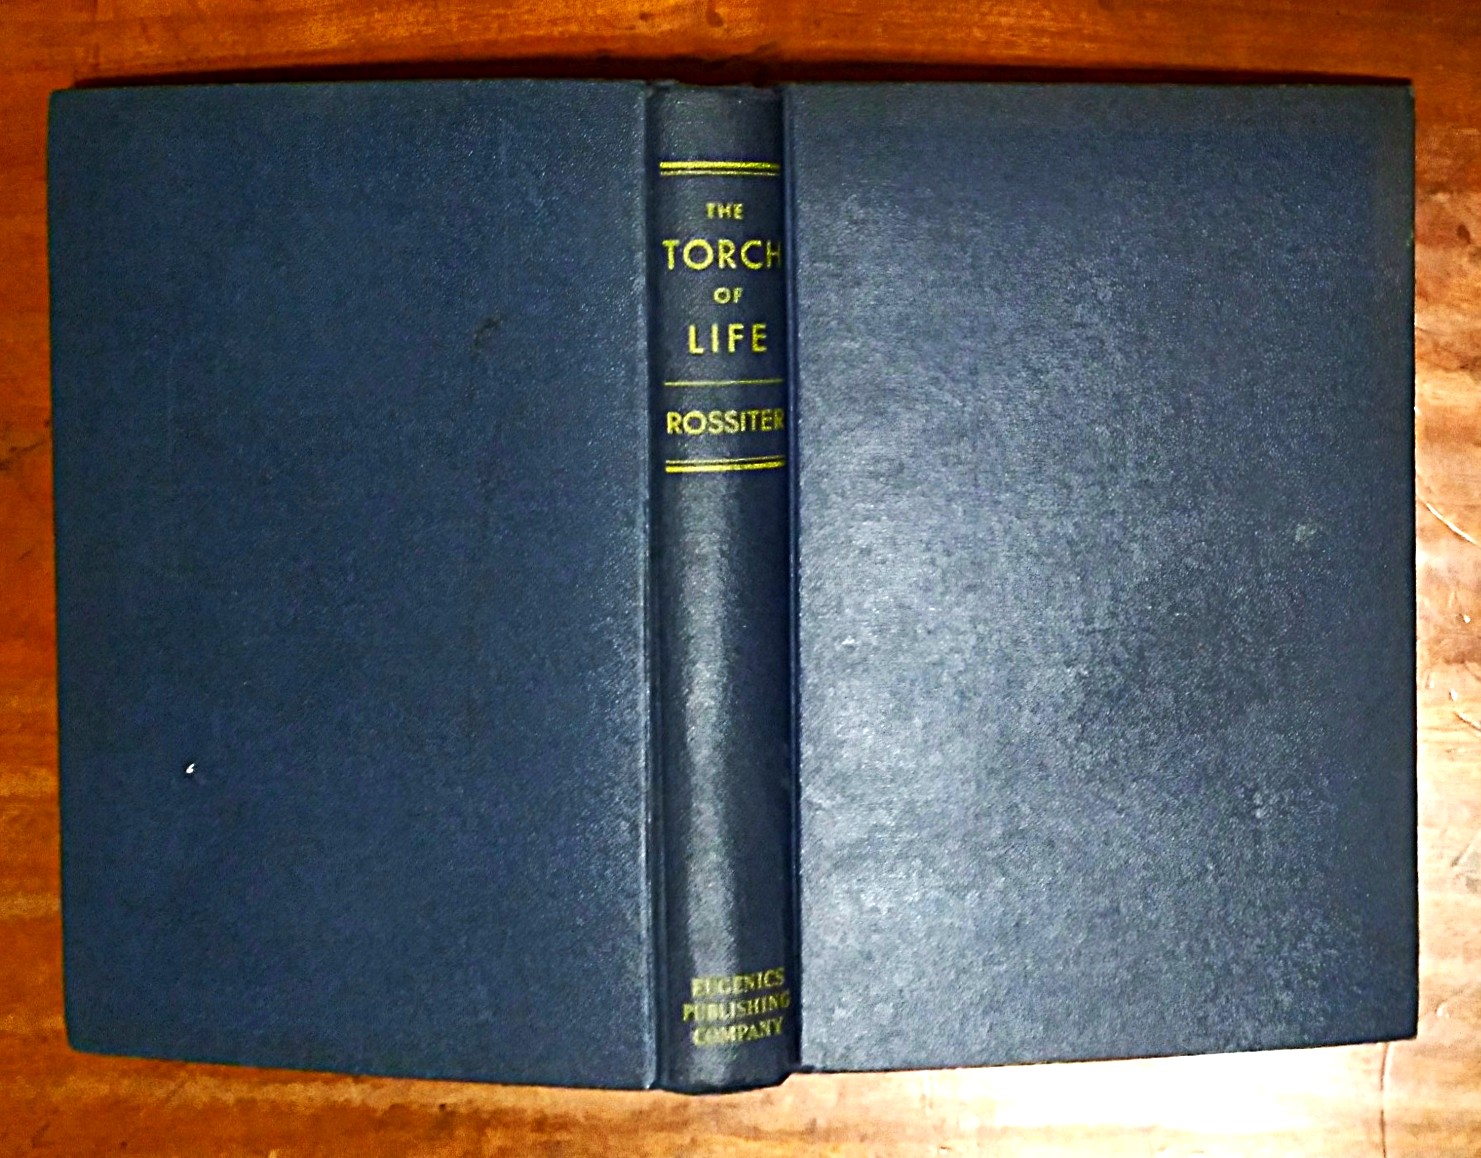 THE
TORCH
OF
LIFE
ROSSITER
EUGENICS
PUBLISHING
COMPANY